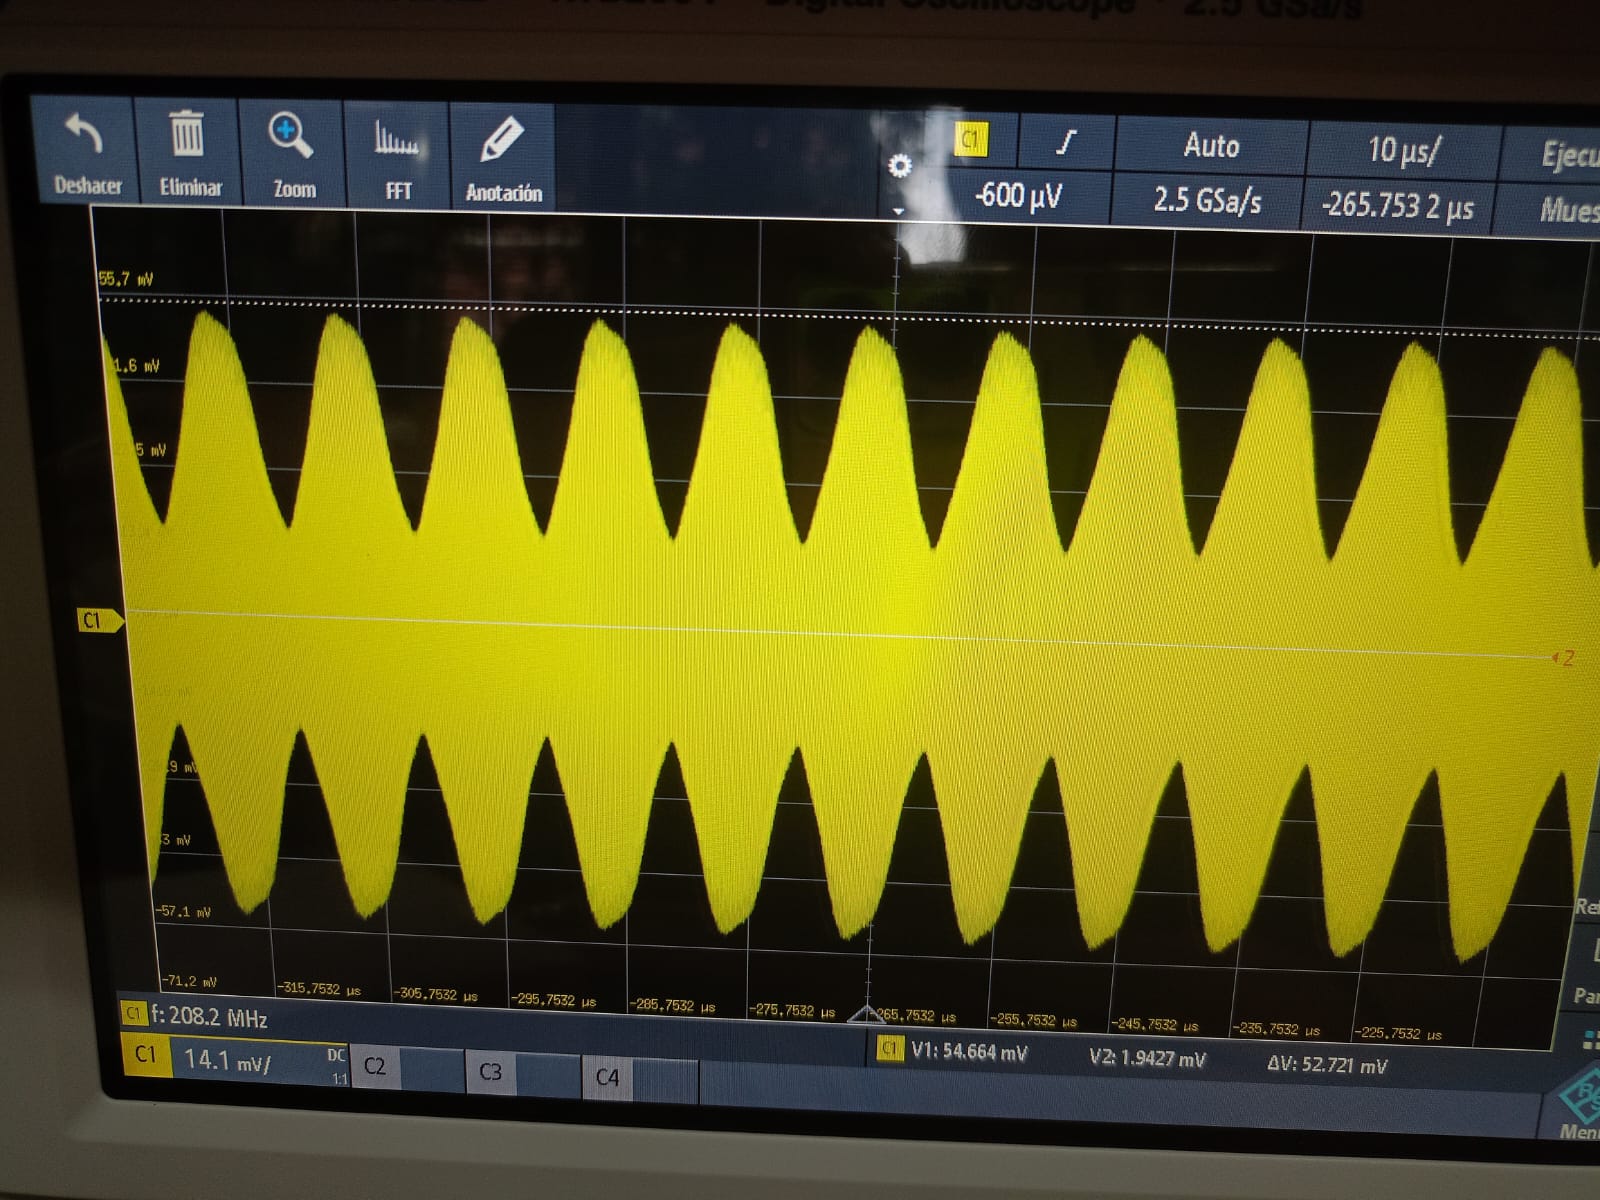 Digital Oscilloscope · 2.5 GSa/s
Deshacer
Eliminar
Zoom
FFT
Anotación
C1
Auto
10 µs/
-600 µV
2.5 GSa/s
-265.753 2 µs
55.7 mV
1.6 mV
5 mV
C1
2
9 mV
3 mV
-57.1 mV
-71.2 mV
-315.7532 µs
-305.7532 µs
-295.7532 µs
-285.7532 µs
-275.7532 µs
-265.7532 µs
-255.7532 µs
-245.7532 µs
-235.7532 µs
-225.7532 µs
C1 f: 208.2 MHz
C1 V1: 54.664 mV V2: 1.9427 mV ΔV: 52.721 mV
C1 14.1 mV/ DC 1:1
C2
C3
C4